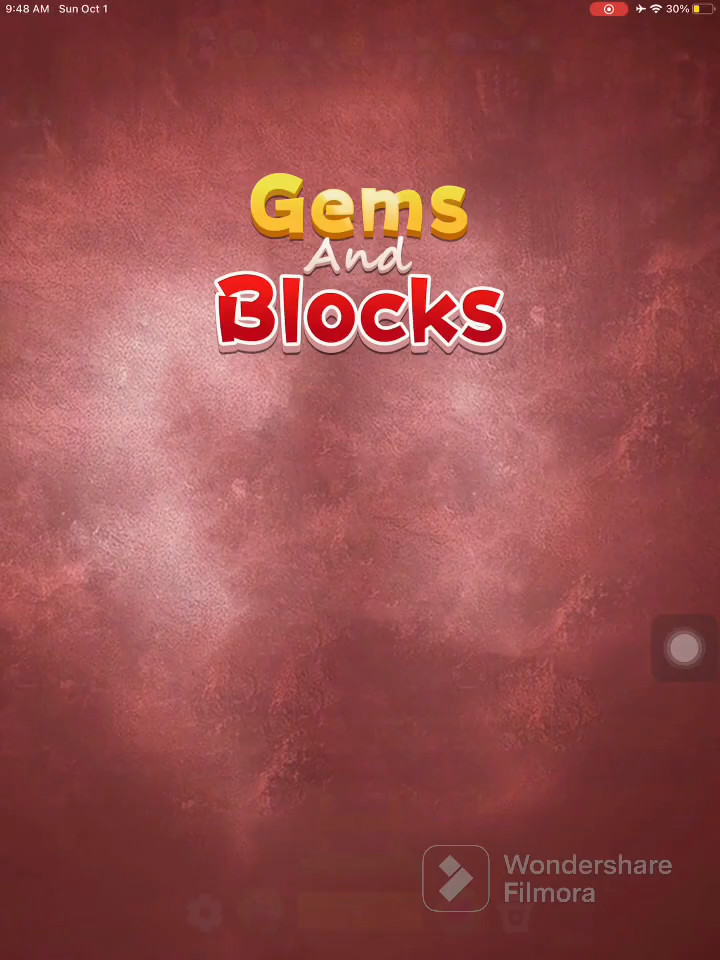 9:48 AM Sun Oct 1
30%
Gems
And
Blocks
Wondershare
Filmora